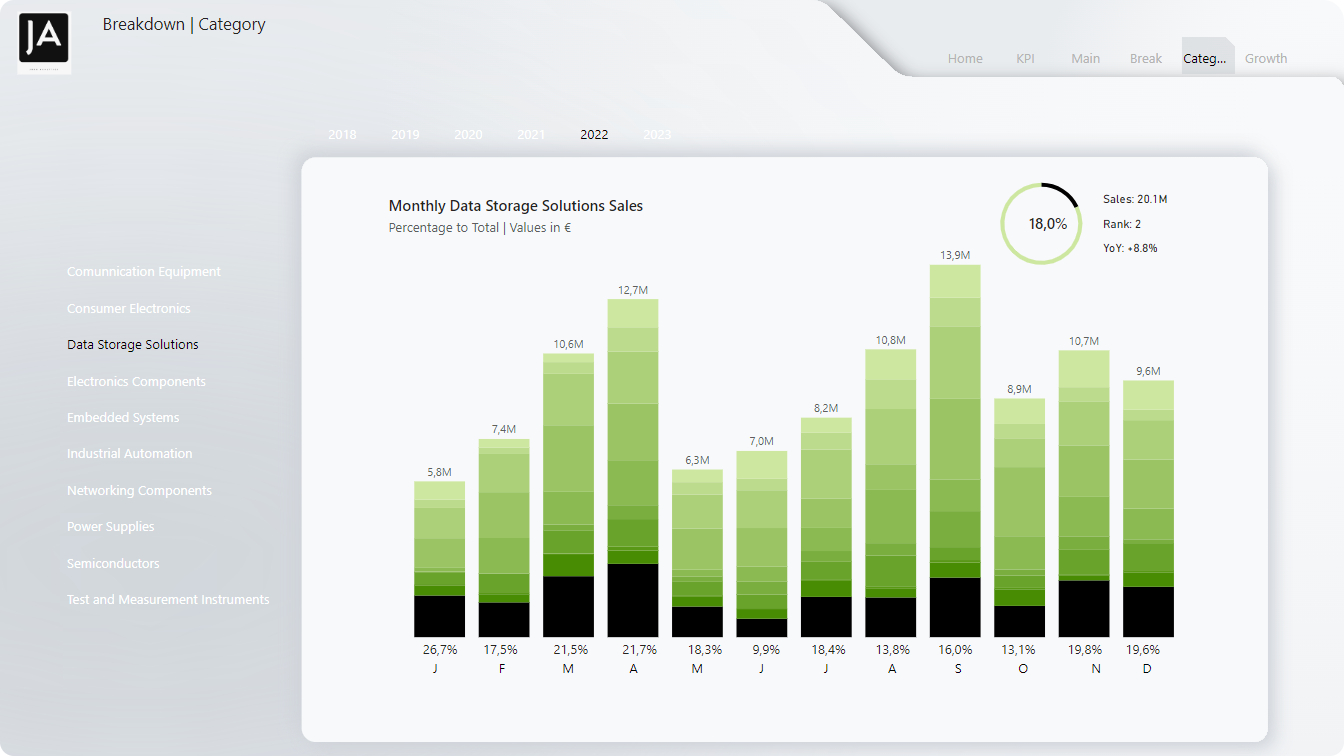 JA
Breakdown | Category
Home KPI Main Break Categ... Growth
2018 2019 2020 2021 2022 2023
Monthly Data Storage Solutions Sales
Percentage to Total | Values in €
18,0%
Sales: 20.1M
Rank: 2
YoY: +8.8%
Comunnication Equipment
Consumer Electronics
Data Storage Solutions
Electronics Components
Embedded Systems
Industrial Automation
Networking Components
Power Supplies
Semiconductors
Test and Measurement Instruments
5,8M 7,4M 10,6M 12,7M 6,3M 7,0M 8,2M 10,8M 13,9M 8,9M 10,7M 9,6M
26,7% 17,5% 21,5% 21,7% 18,3% 9,9% 18,4% 13,8% 16,0% 13,1% 19,8% 19,6%
J F M A M J J A S O N D